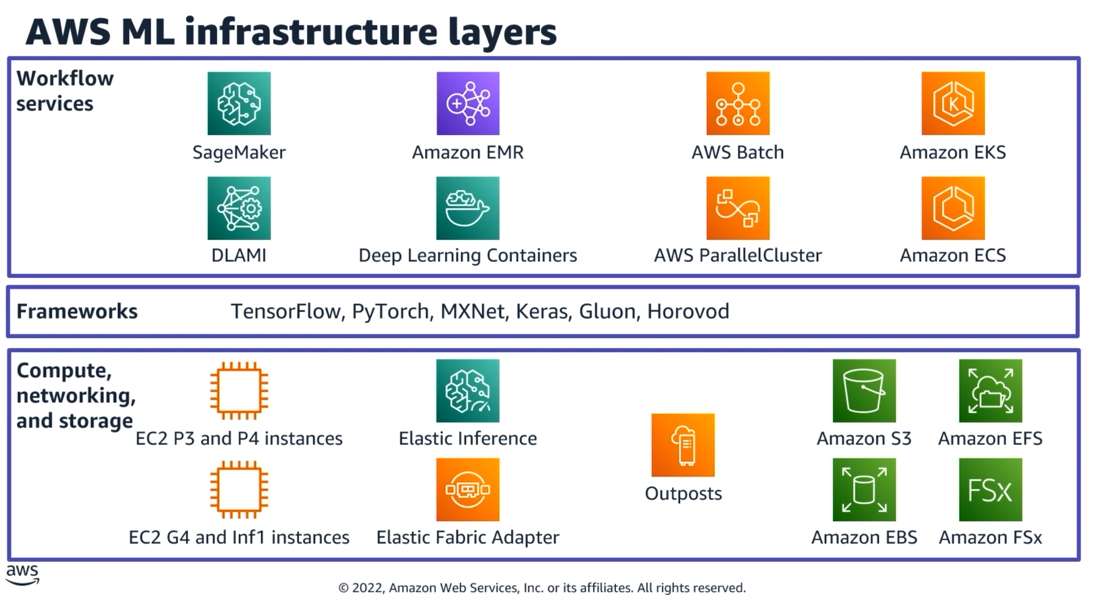 AWS ML infrastructure layers
Workflow
services
SageMaker
Amazon EMR
AWS Batch
K
Amazon EKS
DLAMI
Deep Learning Containers
AWS ParallelCluster
Amazon ECS
Frameworks
TensorFlow, PyTorch, MXNet, Keras, Gluon, Horovod
Compute,
networking,
and storage
EC2 P3 and P4 instances
Elastic Inference
Outposts
Amazon S3
Amazon EFS
EC2 G4 and Inf1 instances
Elastic Fabric Adapter
Amazon EBS
FSx
Amazon FSx
aws
© 2022, Amazon Web Services, Inc. or its affiliates. All rights reserved.